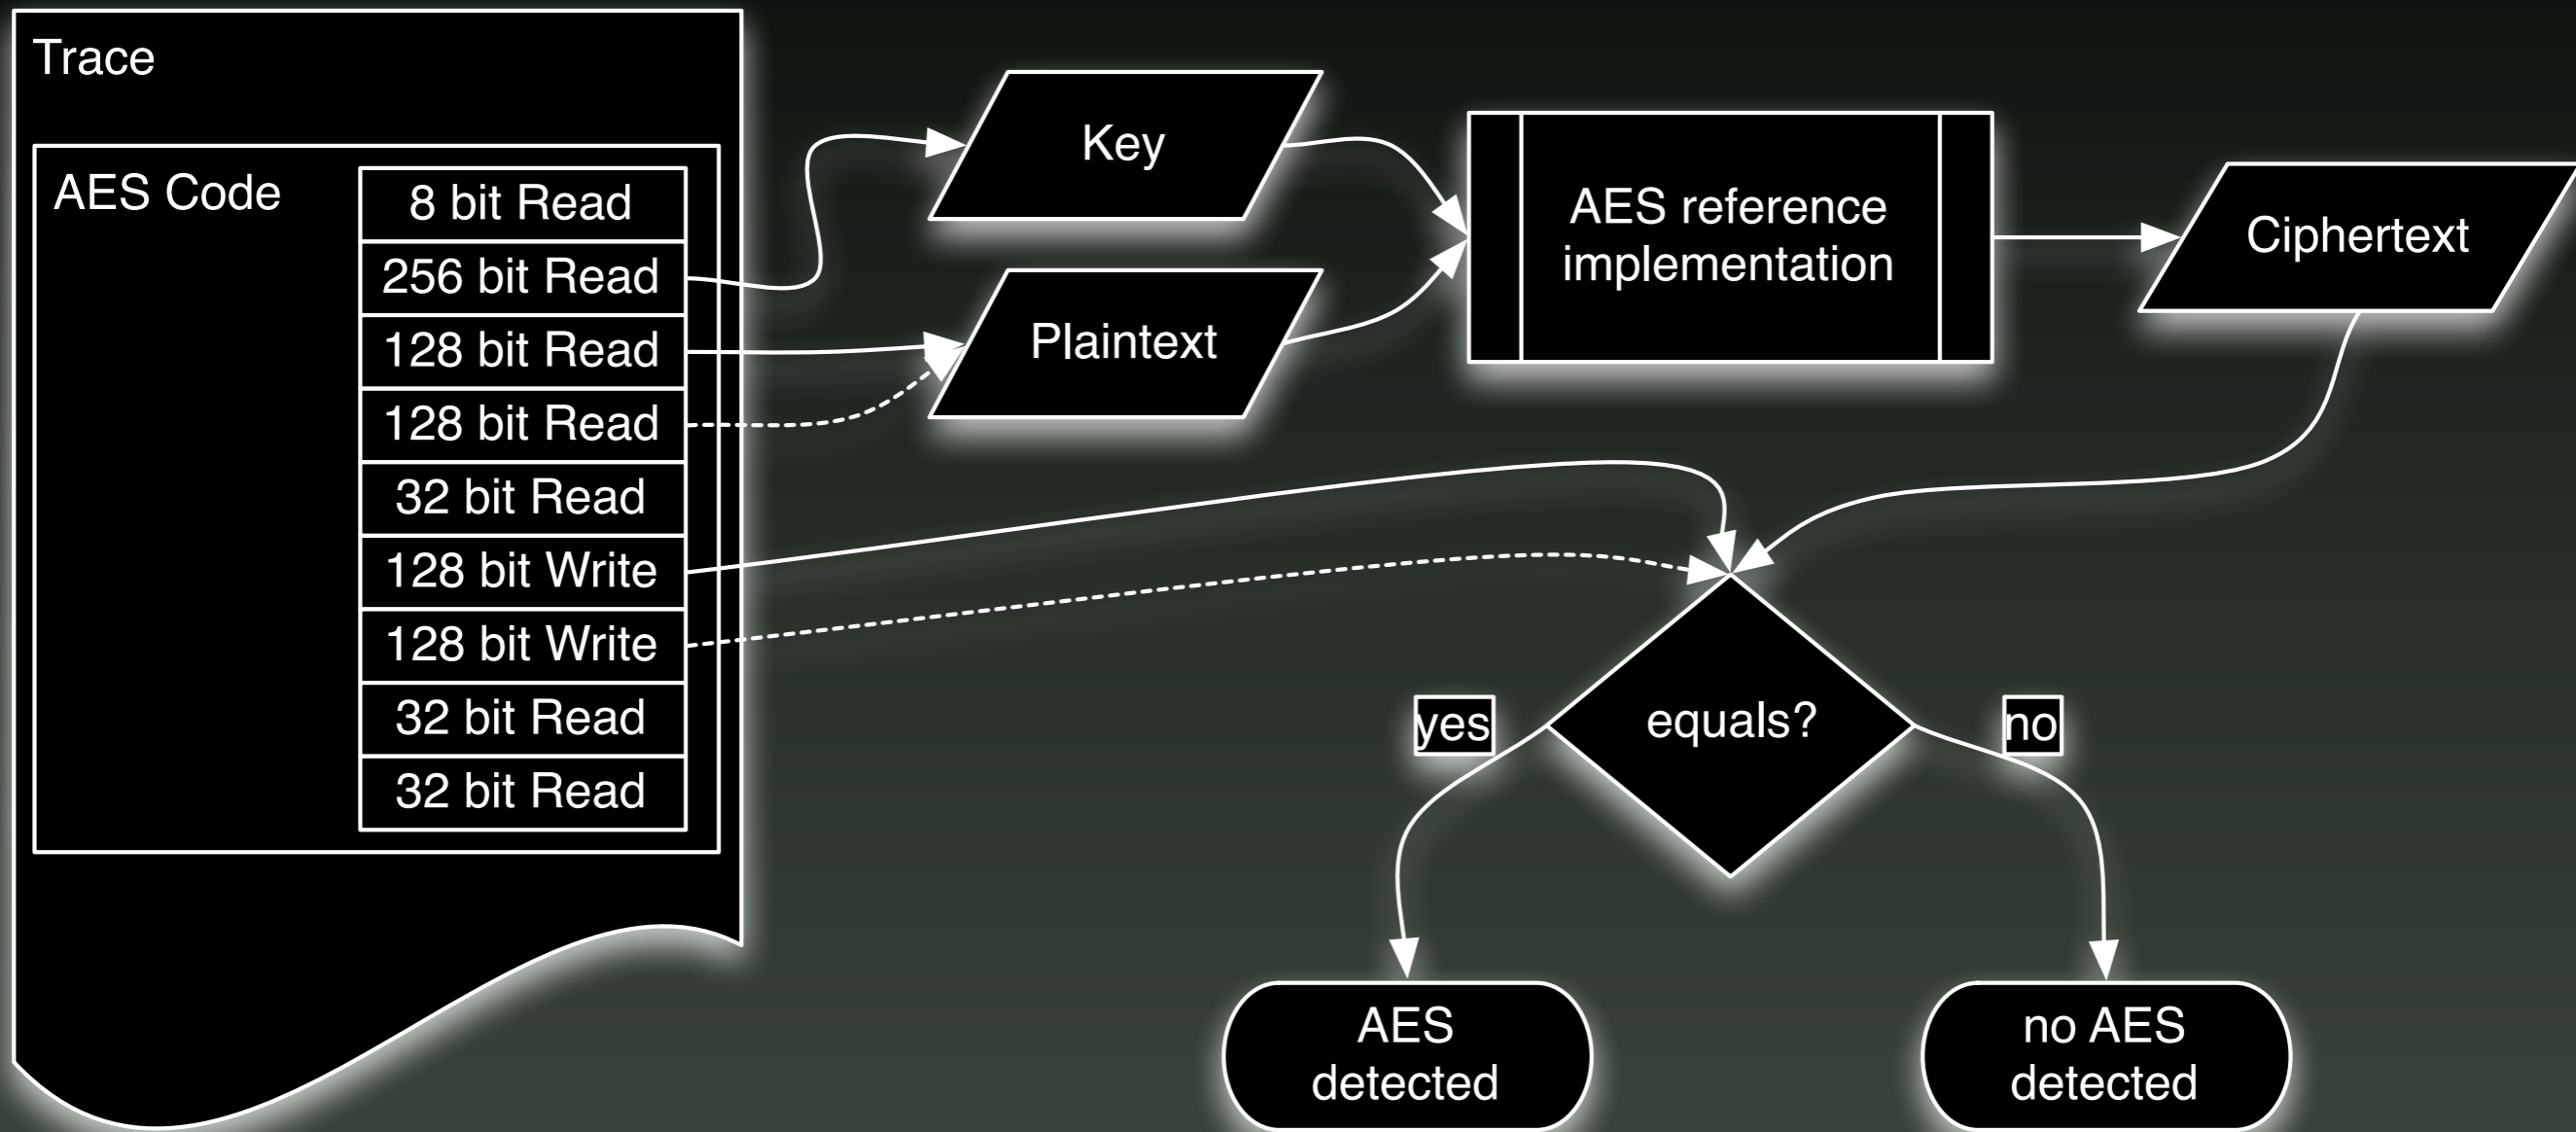 Trace
AES Code
8 bit Read
256 bit Read
128 bit Read
128 bit Read
32 bit Read
128 bit Write
128 bit Write
32 bit Read
32 bit Read
Key
Plaintext
AES reference
implementation
Ciphertext
equals?
yes
no
AES
detected
no AES
detected